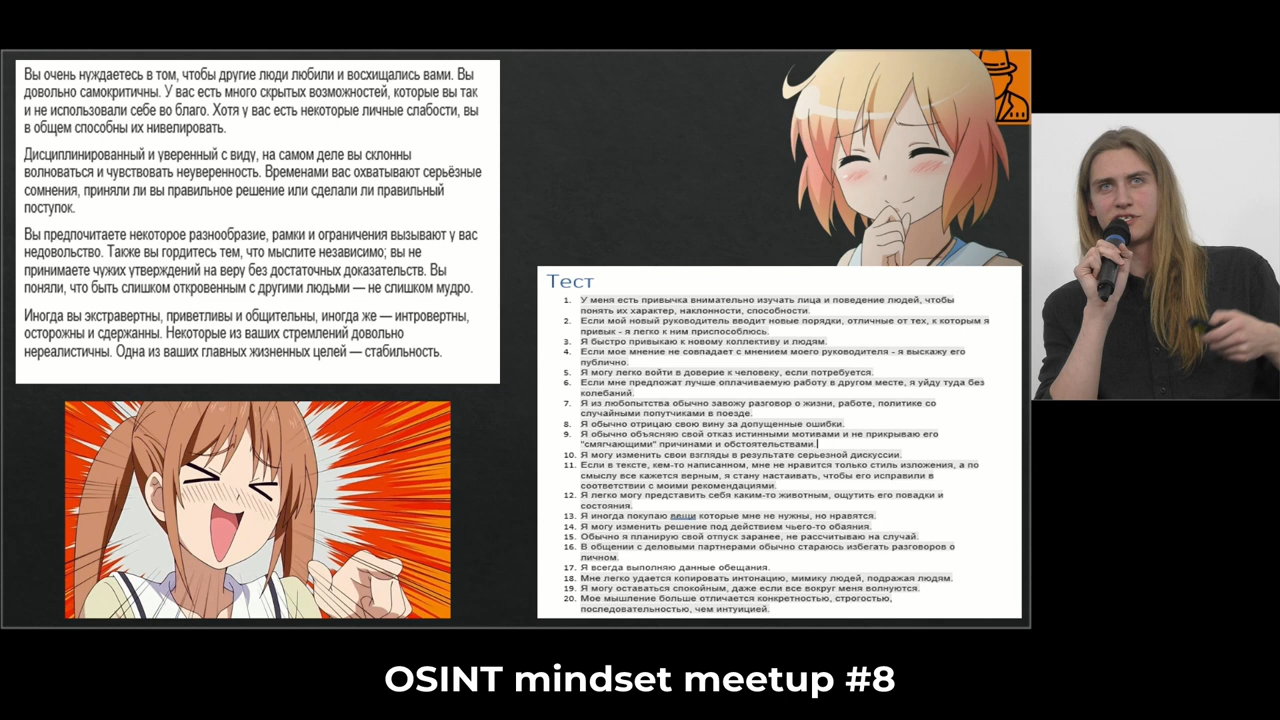 Вы очень нуждаетесь в том, чтобы другие люди любили и восхищались вами. Вы
довольно самокритичны. У вас есть много скрытых возможностей, которые вы так
и не использовали себе во благо. Хотя у вас есть некоторые личные слабости, вы
в общем способны их нивелировать.
Дисциплинированный и уверенный с виду, на самом деле вы склонны
волноваться и чувствовать неуверенность. Временами вас охватывают серьёзные
сомнения, приняли ли вы правильное решение или сделали ли правильный
поступок.
Вы предпочитаете некоторое разнообразие, рамки и ограничения вызывают у вас
недовольство. Также вы гордитесь тем, что мыслите независимо; вы не
принимаете чужих утверждений на веру без достаточных доказательств. Вы
поняли, что быть слишком откровенным с другими людьми — не слишком мудро.
Иногда вы экстравертны, приветливы и общительны, иногда же — интровертны,
осторожны и сдержанны. Некоторые из ваших стремлений довольно
нереалистичны. Одна из ваших главных жизненных целей — стабильность.
Тест
1. У меня есть привычка внимательно изучать лица и поведение людей, чтобы
понять их характер, наклонности, способности.
2. Если мой новый руководитель вводит новые порядки, отличные от тех, к которым я
привык - я легко к ним приспособлюсь.
3. Я быстро привыкаю к новому коллективу и людям.
4. Если мое мнение не совпадает с мнением моего руководителя - я выскажу его
публично.
5. Я могу легко войти в доверие к человеку, если потребуется.
6. Если мне предложат лучше оплачиваемую работу в другом месте, я уйду туда без
колебаний.
7. Я из любопытства обычно завожу разговор о жизни, работе, политике со
случайными попутчиками в поезде.
8. Я обычно отрицаю свою вину за допущенные ошибки.
9. Я обычно объясняю свой отказ истинными мотивами и не прикрываю его
"смягчающими" причинами и обстоятельствами.
10. Я могу изменить свои взгляды в результате серьезной дискуссии.
11. Если в тексте, кем-то написанном, мне не нравится только стиль изложения, а по
смыслу все кажется верным, я стану настаивать, чтобы его исправили в
соответствии с моими рекомендациями.
12. Я легко могу представить себя каким-то животным, ощутить его повадки и
состояния.
13. Я иногда покупаю вещи которые мне не нужны, но нравятся.
14. Я могу изменить решение под действием чьего-то обаяния.
15. Обычно я планирую свой отпуск заранее, не рассчитываю на случай.
16. В общении с деловыми партнерами обычно стараюсь избегать разговоров о
личном.
17. Я всегда выполняю данные обещания.
18. Мне легко удается копировать интонацию, мимику людей, подражая людям.
19. Я могу оставаться спокойным, даже если все вокруг меня волнуются.
20. Мое мышление больше отличается конкретностью, строгостью,
последовательностью, чем интуицией.
OSINT mindset meetup #8